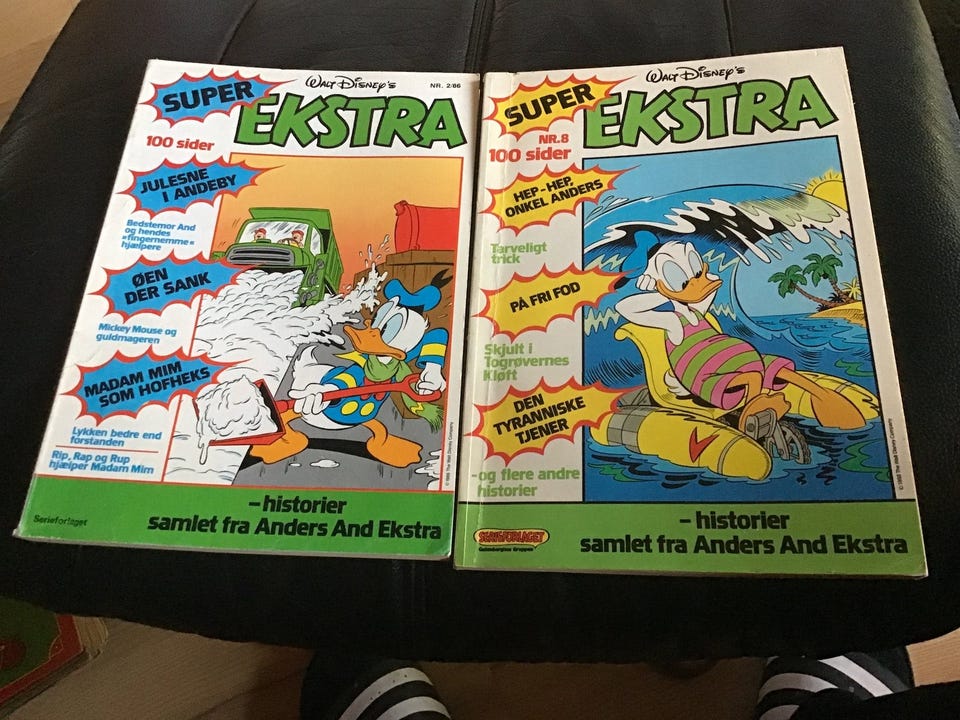 SUPER
WALT DISNEY'S
NR. 2/86
EKSTRA
100 sider
JULESNE
I ANDEBY
Bedstemor And
og hendes
»fingernemme«
hjælpere
ØEN
DER SANK
Mickey Mouse og
guldmageren
MADAM MIM
SOM HOFHEKS
Lykken bedre end
forstanden
Rip, Rap og Rup
hjælper Madam Mim
Serieforlaget
–historier
samlet fra Anders And Ekstra
SUPER
WALT DISNEY'S
EKSTRA
NR.8
100 sider
HEP-HEP,
ONKEL ANDERS
Tarveligt
trick
PÅ FRI FOD
Skjult i
Togrøvernes
Kløft
DEN
TYRANNISKE
TJENER
-og flere andre
historier
SERIEFORLAGET
Gutenberghus Gruppen
–historier
samlet fra Anders And Ekstra